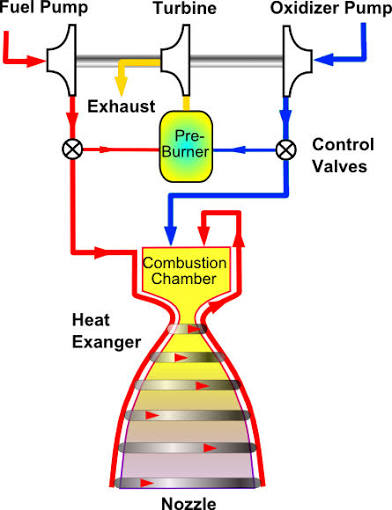 Fuel Pump
Turbine
Oxidizer Pump
Exhaust
Pre-
Burner
Control
Valves
Combustion
Chamber
Heat
Exanger
Nozzle